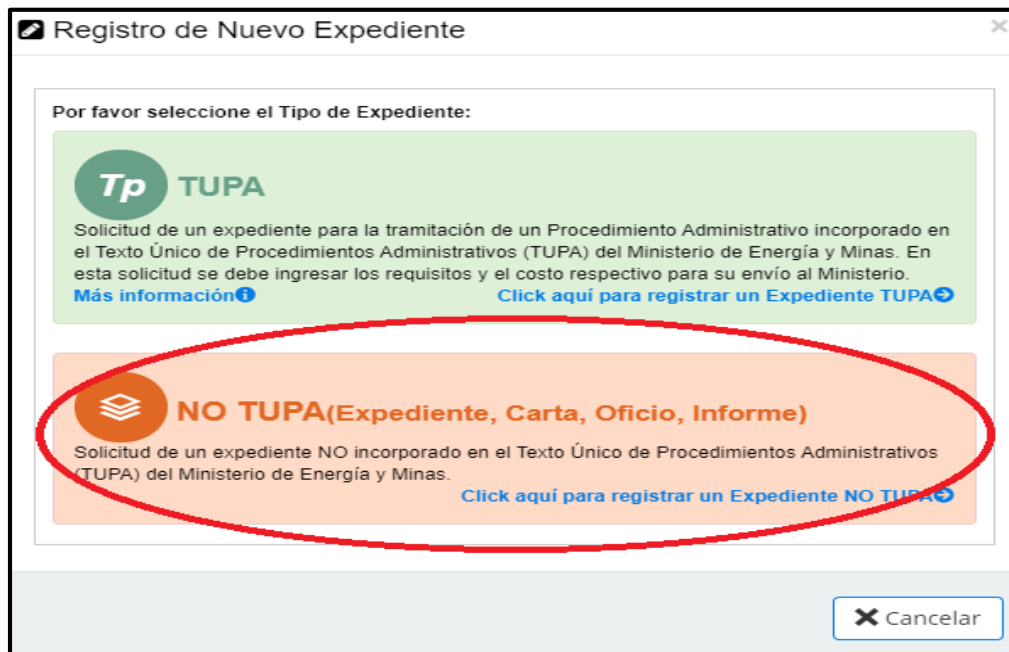 Registro de Nuevo Expediente
×
Por favor seleccione el Tipo de Expediente:
Tp TUPA
Solicitud de un expediente para la tramitación de un Procedimiento Administrativo incorporado en
el Texto Único de Procedimientos Administrativos (TUPA) del Ministerio de Energía y Minas. En
esta solicitud se debe ingresar los requisitos y el costo respectivo para su envío al Ministerio.
Más información Click aquí para registrar un Expediente TUPA
NO TUPA(Expediente, Carta, Oficio, Informe)
Solicitud de un expediente NO incorporado en el Texto Único de Procedimientos Administrativos
(TUPA) del Ministerio de Energía y Minas.
Click aquí para registrar un Expediente NO TUPA
Cancelar